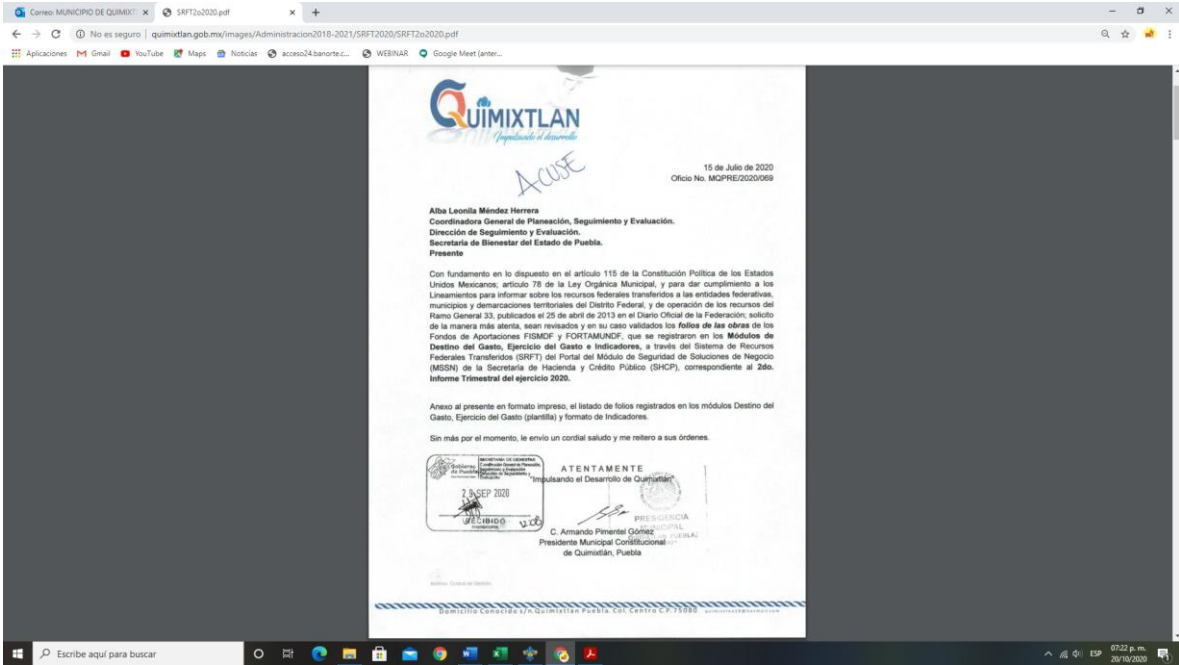 Correo: MUNICIPIO DE QUIMIXT
SRFT2o2020.pdf
No es seguro | quimixtlan.gob.mx/images/Administracion2018-2021/SRFT2020/SRFT2o2020.pdf
Aplicaciones Gmail YouTube Maps Noticias acceso24.banorte.c... WEBINAR Google Meet (anter...
QUIMIXTLAN
Impulsando el desarrollo
ACUSE
15 de Julio de 2020
Oficio No. MQPRE/2020/069
Alba Leonila Méndez Herrera
Coordinadora General de Planeación, Seguimiento y Evaluación.
Dirección de Seguimiento y Evaluación.
Secretaria de Bienestar del Estado de Puebla.
Presente
Con fundamento en lo dispuesto en el artículo 115 de la Constitución Política de los Estados
Unidos Mexicanos; artículo 78 de la Ley Orgánica Municipal, y para dar cumplimiento a los
Lineamientos para informar sobre los recursos federales transferidos a las entidades federativas,
municipios y demarcaciones territoriales del Distrito Federal, y de operación de los recursos del
Ramo General 33, publicados el 25 de abril de 2013 en el Diario Oficial de la Federación; solicito
de la manera más atenta, sean revisados y en su caso validados los folios de las obras de los
Fondos de Aportaciones FISMDF y FORTAMUNDF, que se registraron en los Módulos de
Destino del Gasto, Ejercicio del Gasto e Indicadores, a través del Sistema de Recursos
Federales Transferidos (SRFT) del Portal del Módulo de Seguridad de Soluciones de Negocio
(MSSN) de la Secretaría de Hacienda y Crédito Público (SHCP), correspondiente al 2do.
Informe Trimestral del ejercicio 2020.
Anexo al presente en formato impreso, el listado de folios registrados en los módulos Destino del
Gasto, Ejercicio del Gasto (plantilla) y formato de Indicadores.
Sin más por el momento, le envío un cordial saludo y me reitero a sus órdenes.
Gobierno de Puebla
SEP 2020
RECIBIDO
ATENTAMENTE
"Impulsando el Desarrollo de Quimixtlán"
PRESIDENCIA
MUNICIPAL
C. Armando Pimentel Gómez
Presidente Municipal Constitucional
de Quimixtlán, Puebla
Domicilio Conocido s/n Quimixtlan Puebla. Col. Centro C.P. 75080
Escribe aquí para buscar
ESP
07:22 p. m.
20/10/2020